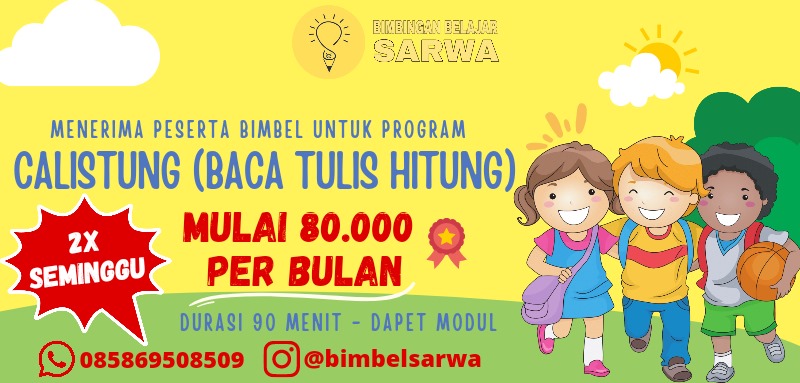 BIMBINGAN BELAJAR
SARWA
MENERIMA PESERTA BIMBEL UNTUK PROGRAM
CALISTUNG (BACA TULIS HITUNG)
2X
SEMINGGU
MULAI 80.000
PER BULAN
DURASI 90 MENIT - DAPET MODUL
085869508509 @bimbelsarwa